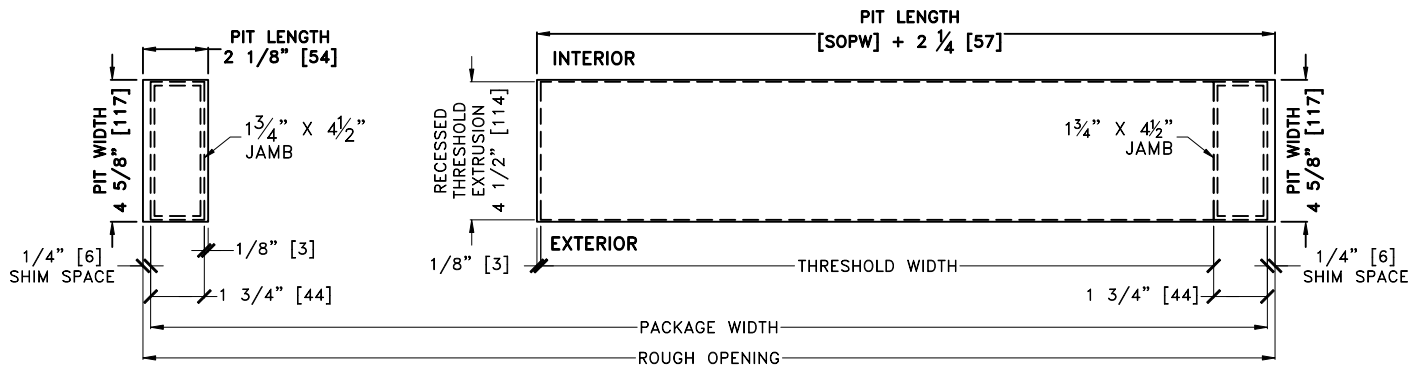 PIT LENGTH
2 1/8" [54]
PIT WIDTH
4 5/8" [117]
1 3/4" X 4 1/2"
JAMB
1/4" [6]
SHIM SPACE
1/8" [3]
1 3/4" [44]
PIT LENGTH
[SOPW] + 2 1/4 [57]
INTERIOR
RECESSED
THRESHOLD
EXTRUSION
4 1/2" [114]
1 3/4" X 4 1/2"
JAMB
PIT WIDTH
4 5/8" [117]
EXTERIOR
1/8" [3]
THRESHOLD WIDTH
1/4" [6]
SHIM SPACE
1 3/4" [44]
PACKAGE WIDTH
ROUGH OPENING